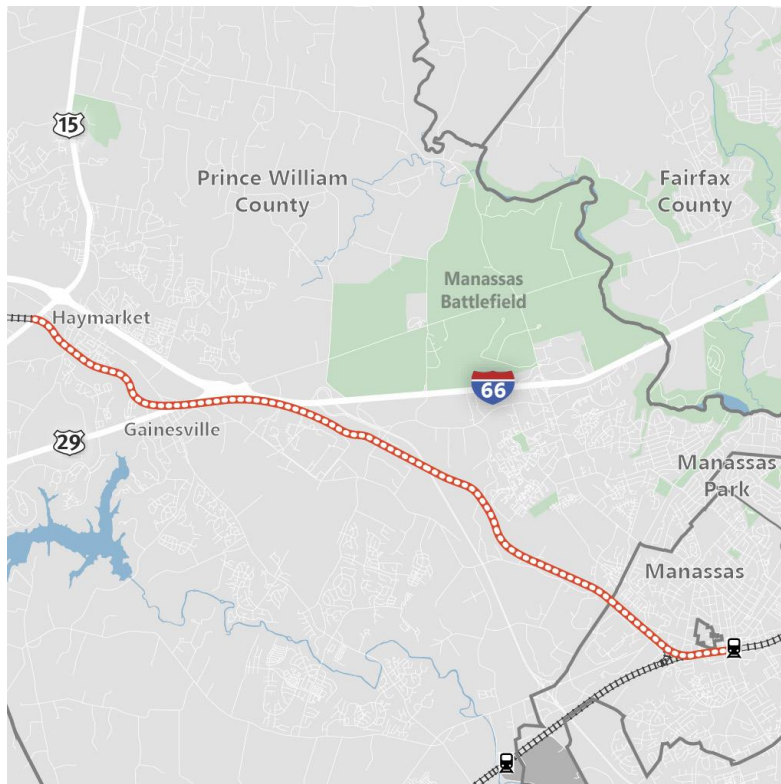 15
Prince William
County
Fairfax
County
Manassas
Battlefield
Haymarket
66
Gainesville
29
Manassas
Park
Manassas